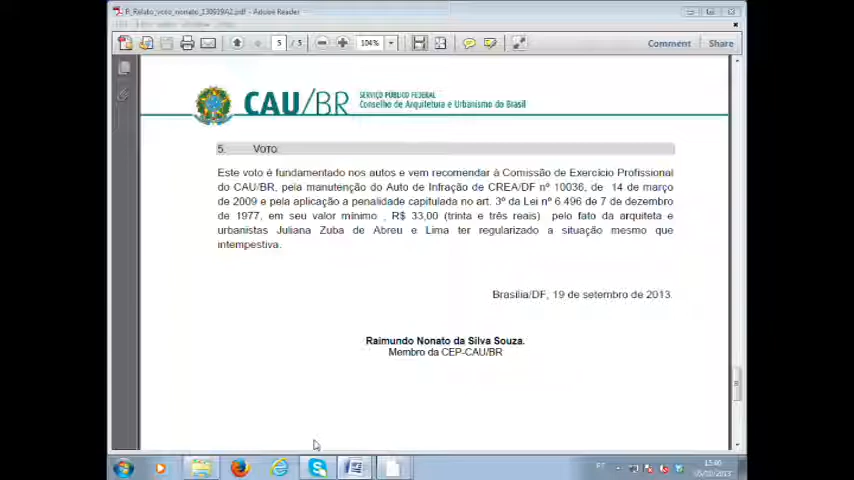 P_Relato_voto_nonato_130919A2.pdf - Adobe Reader
5 / 5
104%
Comment
Share
CAU/BR
SERVIÇO PÚBLICO FEDERAL
Conselho de Arquitetura e Urbanismo do Brasil
5. VOTO
Este voto é fundamentado nos autos e vem recomendar à Comissão de Exercício Profissional
do CAU/BR, pela manutenção do Auto de Infração de CREA/DF nº 10036, de 14 de março
de 2009 e pela aplicação a penalidade capitulada no art. 3º da Lei nº 6.496 de 7 de dezembro
de 1977, em seu valor mínimo , R$ 33,00 (trinta e três reais) pelo fato da arquiteta e
urbanistas Juliana Zuba de Abreu e Lima ter regularizado a situação mesmo que
intempestiva.
Brasília/DF, 19 de setembro de 2013.
Raimundo Nonato da Silva Souza.
Membro da CEP-CAU/BR
PT